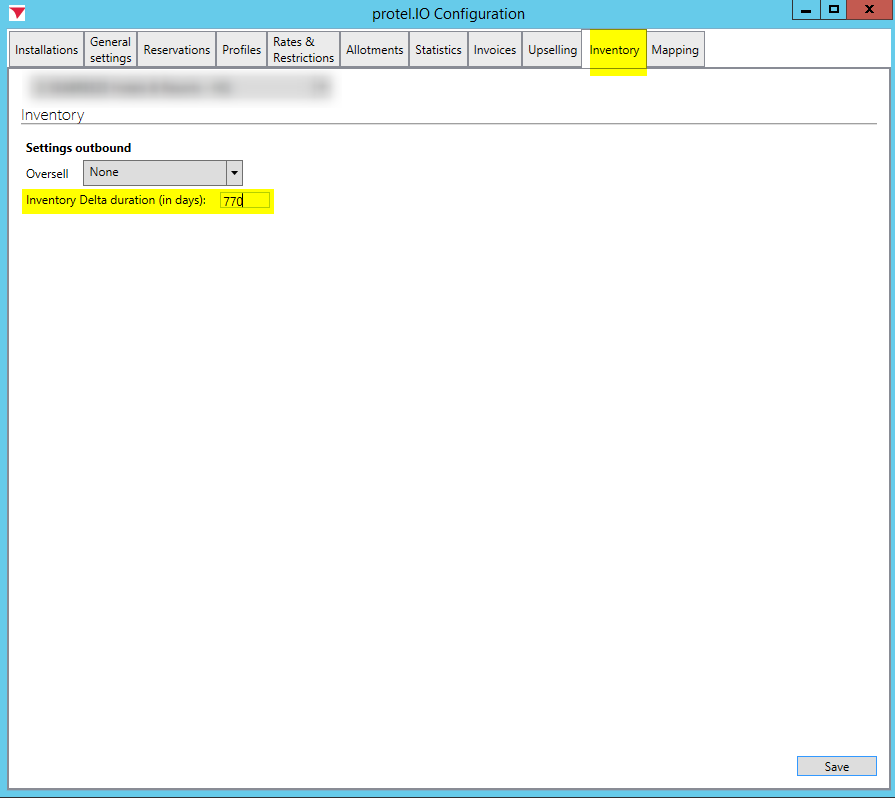 protel.IO Configuration
Installations
General
settings
Reservations
Profiles
Rates &
Restrictions
Allotments
Statistics
Invoices
Upselling
Inventory
Mapping
Inventory
Settings outbound
Oversell None
Inventory Delta duration (in days): 770
Save